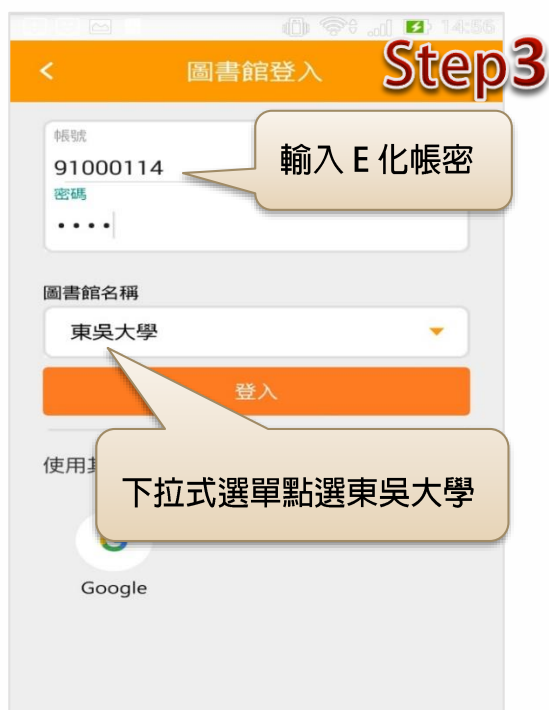 14:56
圖書館登入
Step3
帳號
91000114
輸入 E 化帳密
密碼
圖書館名稱
東吳大學
登入
使用
下拉式選單點選東吳大學
Google